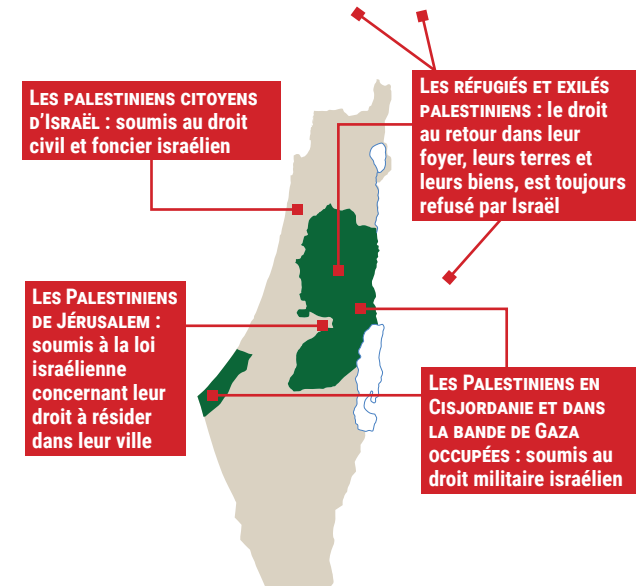 Les palestiniens citoyens
d'Israël : soumis au droit
civil et foncier israélien
Les réfugiés et exilés
palestiniens : le droit
au retour dans leur
foyer, leurs terres et
leurs biens, est toujours
refusé par Israël
Les Palestiniens
de Jérusalem :
soumis à la loi
israélienne
concernant leur
droit à résider
dans leur ville
Les Palestiniens en
Cisjordanie et dans
la bande de Gaza
occupées : soumis au
droit militaire israélien